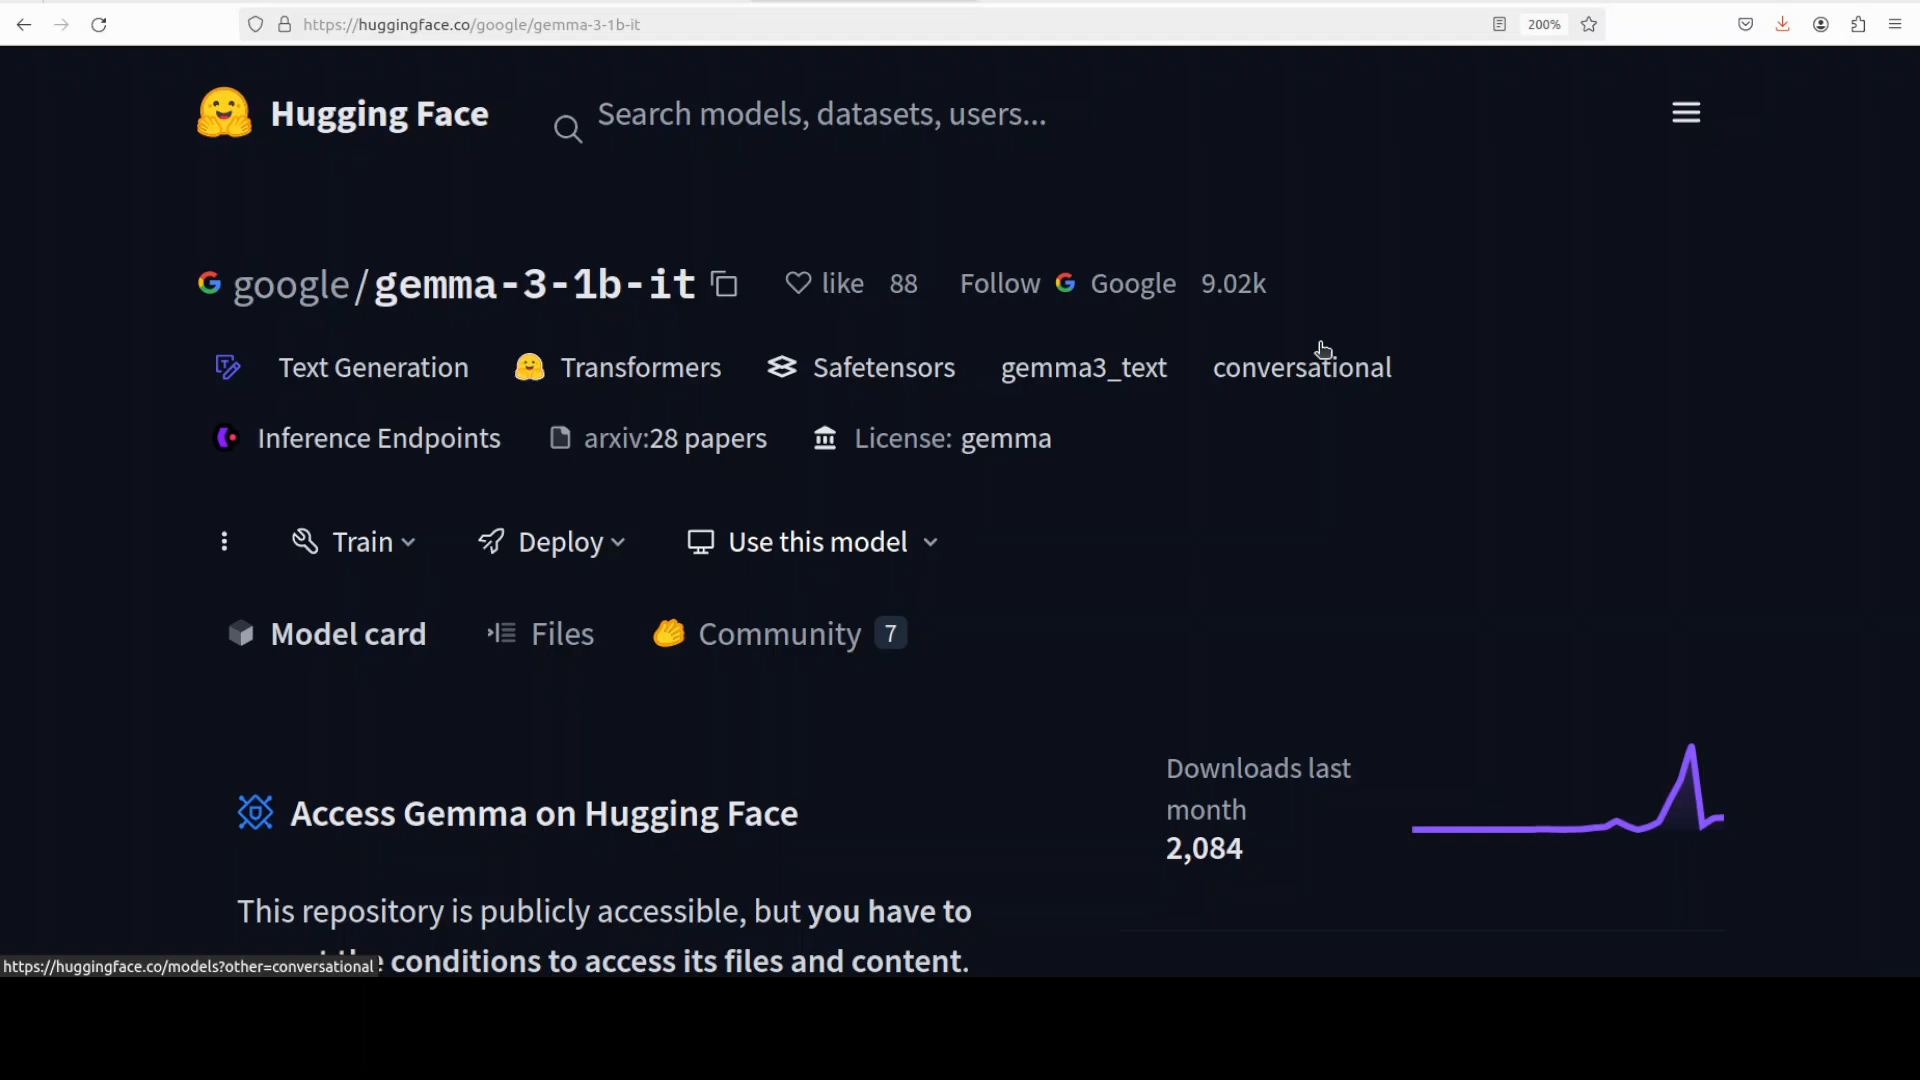 https://huggingface.co/google/gemma-3-1b-it
200%
Hugging Face
Search models, datasets, users...
google/gemma-3-1b-it like 88 Follow Google 9.02k
Text Generation Transformers Safetensors gemma3_text conversational
Inference Endpoints arxiv:28 papers License: gemma
Train Deploy Use this model
Model card Files Community 7
Downloads last
month
2,084
Access Gemma on Hugging Face
This repository is publicly accessible, but you have to
conditions to access its files and content.
https://huggingface.co/models?other=conversational